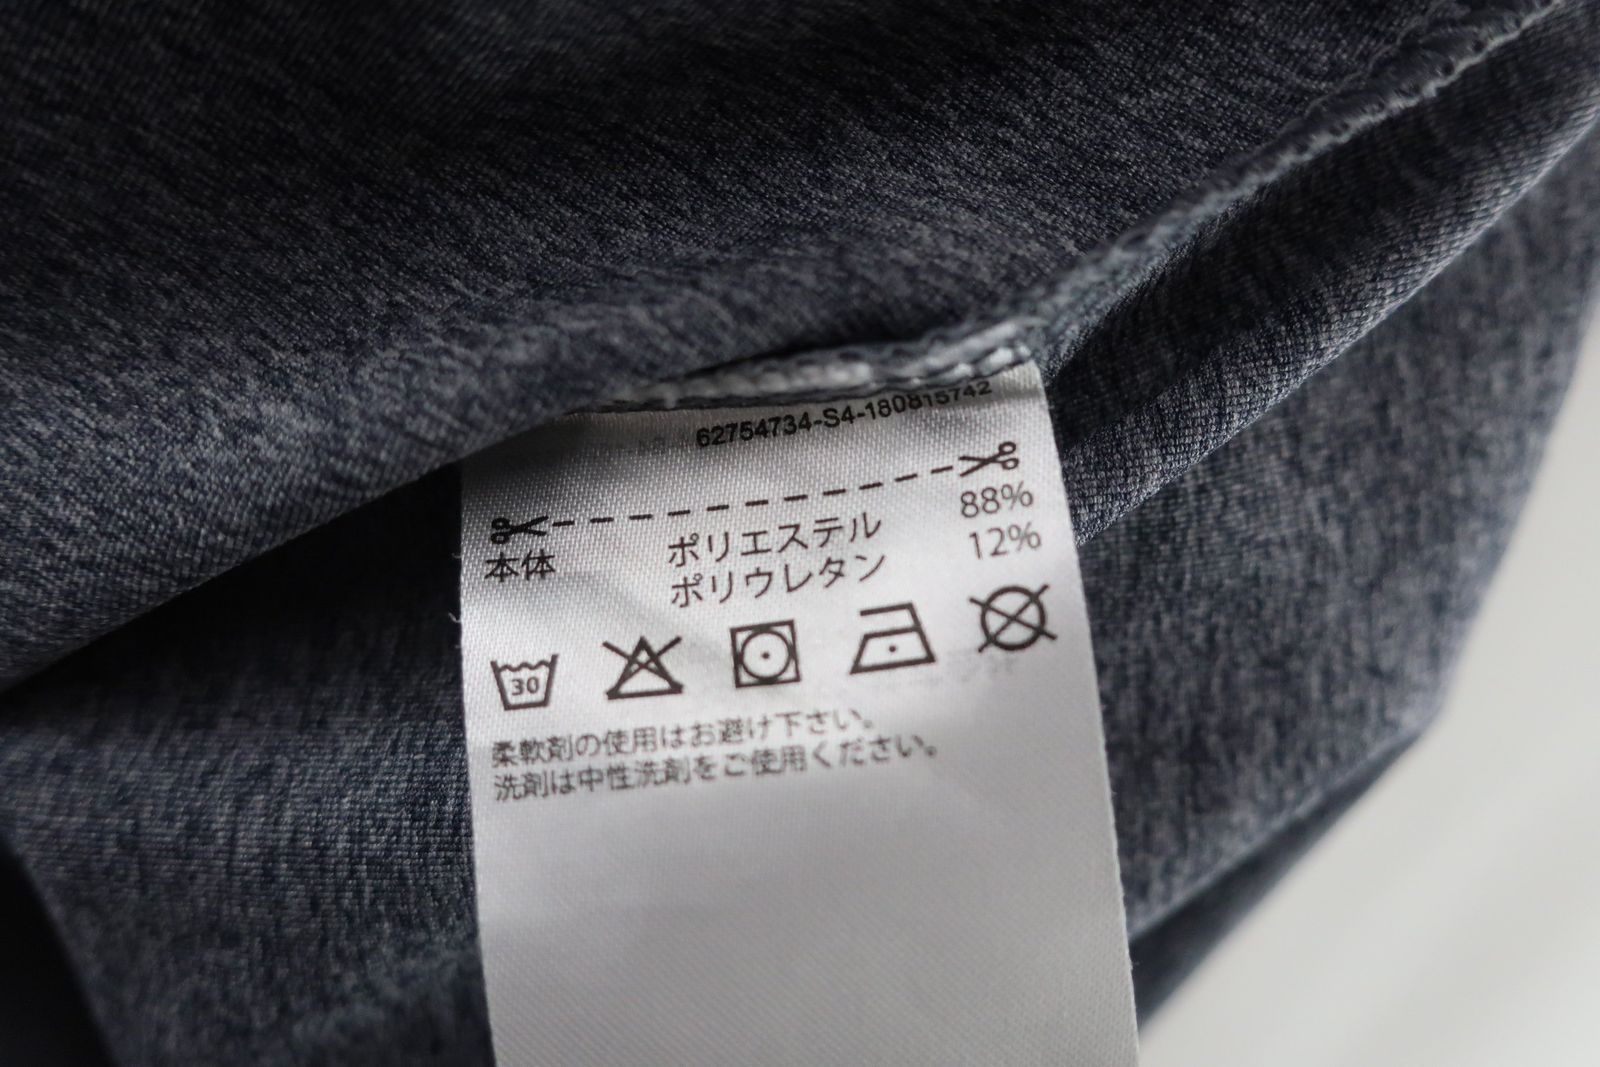 62754734-S4-180815742
本体 ポリエステル 88%
ポリウレタン 12%
30
柔軟剤の使用はお避け下さい。
洗剤は中性洗剤をご使用ください。